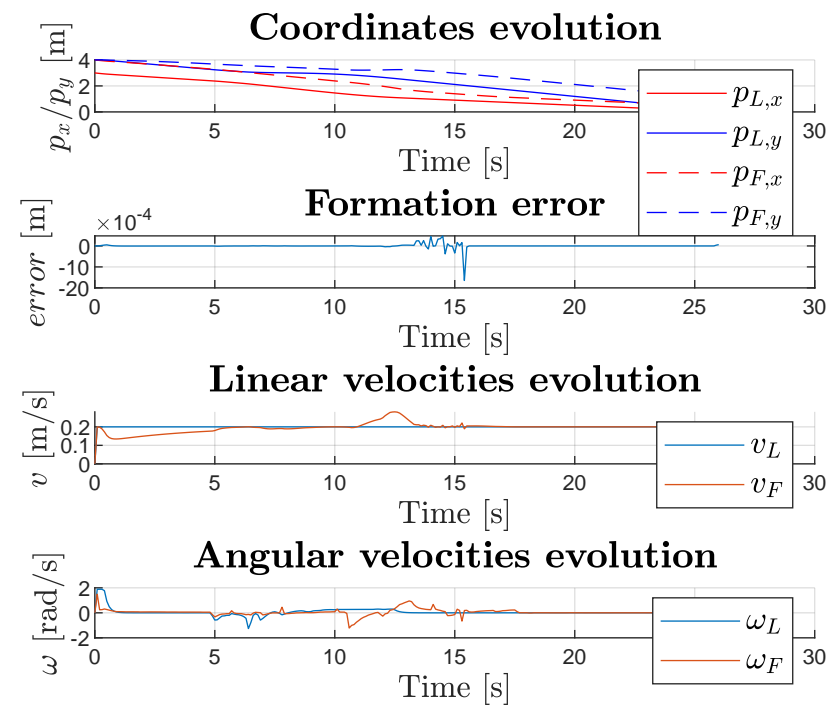 Coordinates evolution
p_x/p_y [m]
4
2
0
0 5 10 15 20 30
Time [s]
p_{L,x}
p_{L,y}
p_{F,x}
p_{F,y}
Formation error
×10^{-4}
error [m]
0
-10
-20
0 5 10 15 20 25 30
Time [s]
Linear velocities evolution
v [m/s]
0.2
0.1
0
0 5 10 15 20 30
Time [s]
v_L
v_F
Angular velocities evolution
ω [rad/s]
2
0
-2
0 5 10 15 20 30
Time [s]
ω_L
ω_F